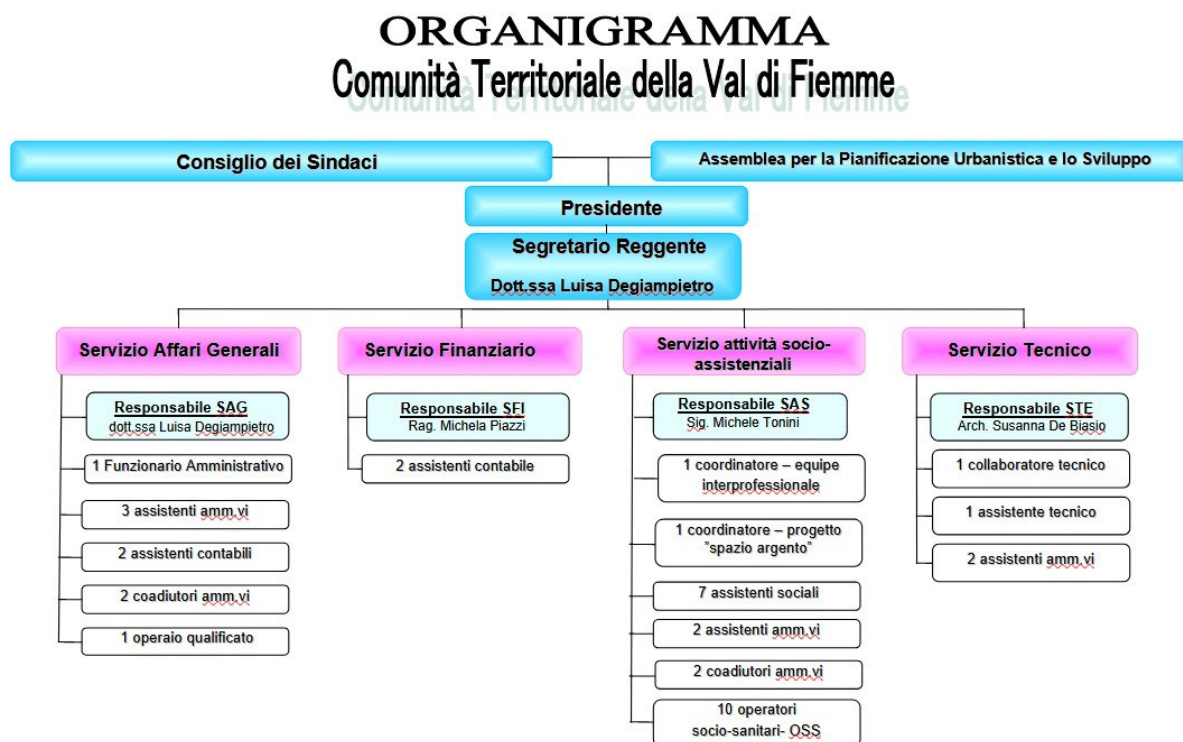 ORGANIGRAMMA
Comunità Territoriale della Val di Fiemme
Consiglio dei Sindaci
Assemblea per la Pianificazione Urbanistica e lo Sviluppo
Presidente
Segretario Reggente
Dott.ssa Luisa Degiampietro
Servizio Affari Generali
Responsabile SAG
dott.ssa Luisa Degiampietro
1 Funzionario Amministrativo
3 assistenti amm.vi
2 assistenti contabili
2 coadiutori amm.vi
1 operaio qualificato
Servizio Finanziario
Responsabile SFI
Rag. Michela Piazzi
2 assistenti contabile
Servizio attività socio-
assistenziali
Responsabile SAS
Sig. Michele Tonini
1 coordinatore – equipe
interprofessionale
1 coordinatore – progetto
"spazio argento"
7 assistenti sociali
2 assistenti amm.vi
2 coadiutori amm.vi
10 operatori
socio-sanitari- OSS
Servizio Tecnico
Responsabile STE
Arch. Susanna De Biasio
1 collaboratore tecnico
1 assistente tecnico
2 assistenti amm.vi